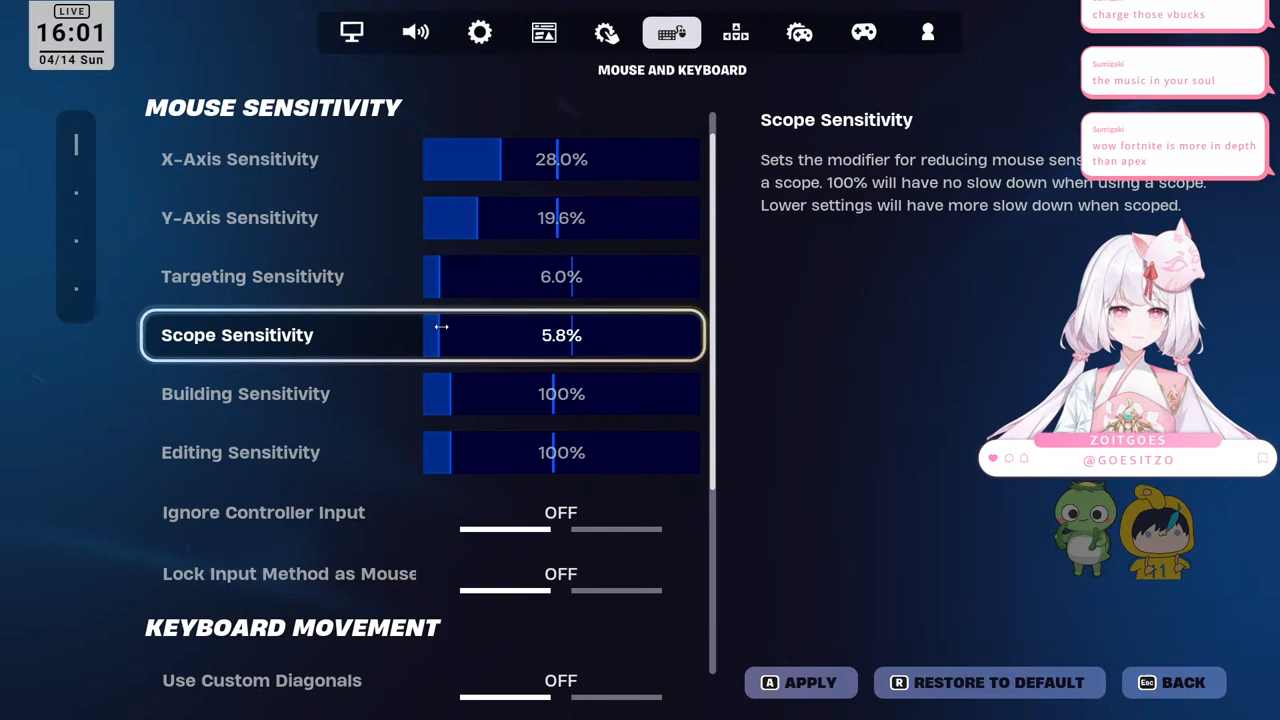 LIVE
16:01
04/14 Sun
MOUSE AND KEYBOARD
charge those vbucks
Sumigaki
the music in your soul
Sumigaki
wow fortnite is more in depth
than apex
MOUSE SENSITIVITY
X-Axis Sensitivity 28.0%
Y-Axis Sensitivity 19.6%
Targeting Sensitivity 6.0%
Scope Sensitivity 5.8%
Building Sensitivity 100%
Editing Sensitivity 100%
Ignore Controller Input OFF
Lock Input Method as Mouse OFF
KEYBOARD MOVEMENT
Use Custom Diagonals OFF
Scope Sensitivity
Sets the modifier for reducing mouse sens
a scope. 100% will have no slow down when using a scope.
Lower settings will have more slow down when scoped.
ZOITGOES
@GOESITZO
11
A APPLY
R RESTORE TO DEFAULT
Esc BACK